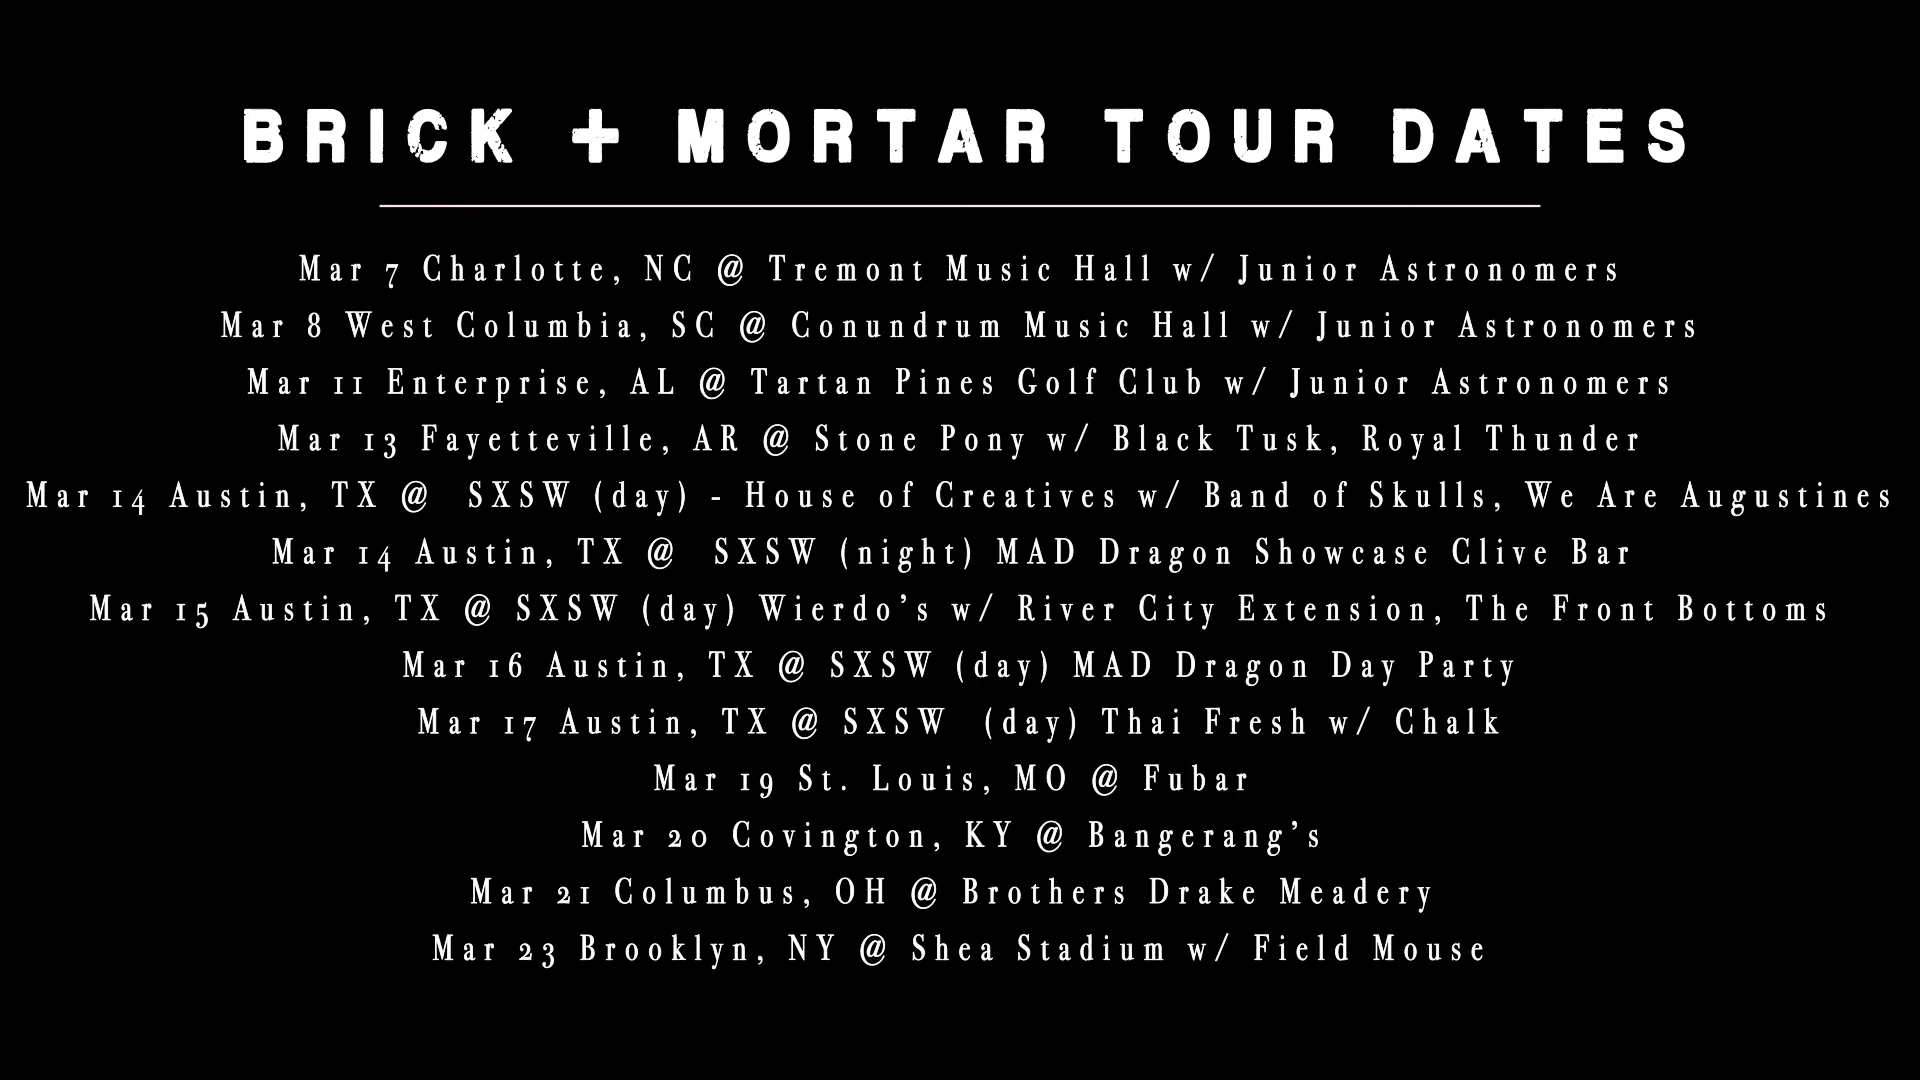 BRICK + MORTAR TOUR DATES
Mar 7 Charlotte, NC @ Tremont Music Hall w/ Junior Astronomers
Mar 8 West Columbia, SC @ Conundrum Music Hall w/ Junior Astronomers
Mar 11 Enterprise, AL @ Tartan Pines Golf Club w/ Junior Astronomers
Mar 13 Fayetteville, AR @ Stone Pony w/ Black Tusk, Royal Thunder
Mar 14 Austin, TX @ SXSW (day) - House of Creatives w/ Band of Skulls, We Are Augustines
Mar 14 Austin, TX @ SXSW (night) MAD Dragon Showcase Clive Bar
Mar 15 Austin, TX @ SXSW (day) Wierdo’s w/ River City Extension, The Front Bottoms
Mar 16 Austin, TX @ SXSW (day) MAD Dragon Day Party
Mar 17 Austin, TX @ SXSW (day) Thai Fresh w/ Chalk
Mar 19 St. Louis, MO @ Fubar
Mar 20 Covington, KY @ Bangerang’s
Mar 21 Columbus, OH @ Brothers Drake Meadery
Mar 23 Brooklyn, NY @ Shea Stadium w/ Field Mouse